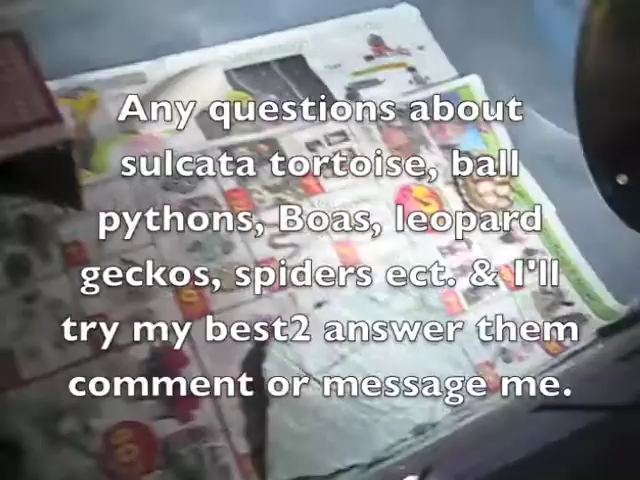 Any questions about
sulcata tortoise, ball
pythons, Boas, leopard
geckos, spiders ect. & I'll
try my best2 answer them
comment or message me.